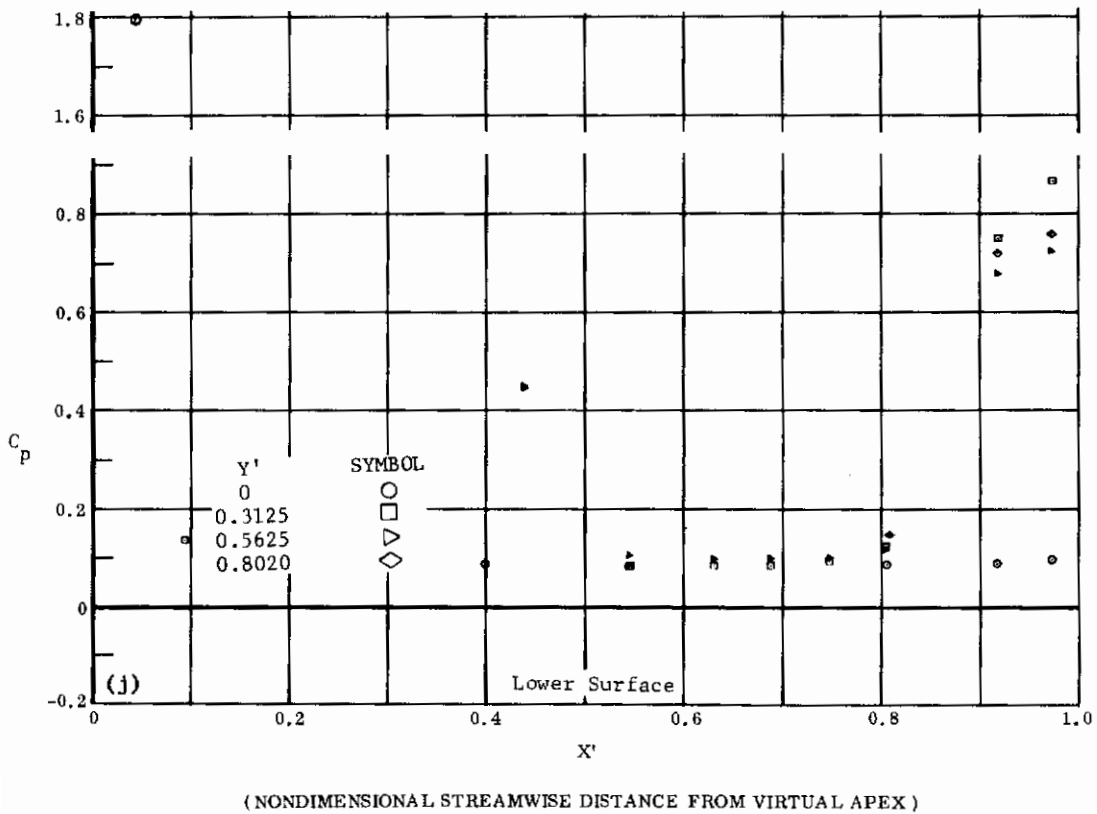 1.8
1.6
0.8
0.6
0.4
C
p
Y' SYMBOL
0
0.2
0.3125
0.5625
0.8020
0
(j) Lower Surface
-0.2
0 0.2 0.4 0.6 0.8 1.0
X'
(NONDIMENSIONAL STREAMWISE DISTANCE FROM VIRTUAL APEX)